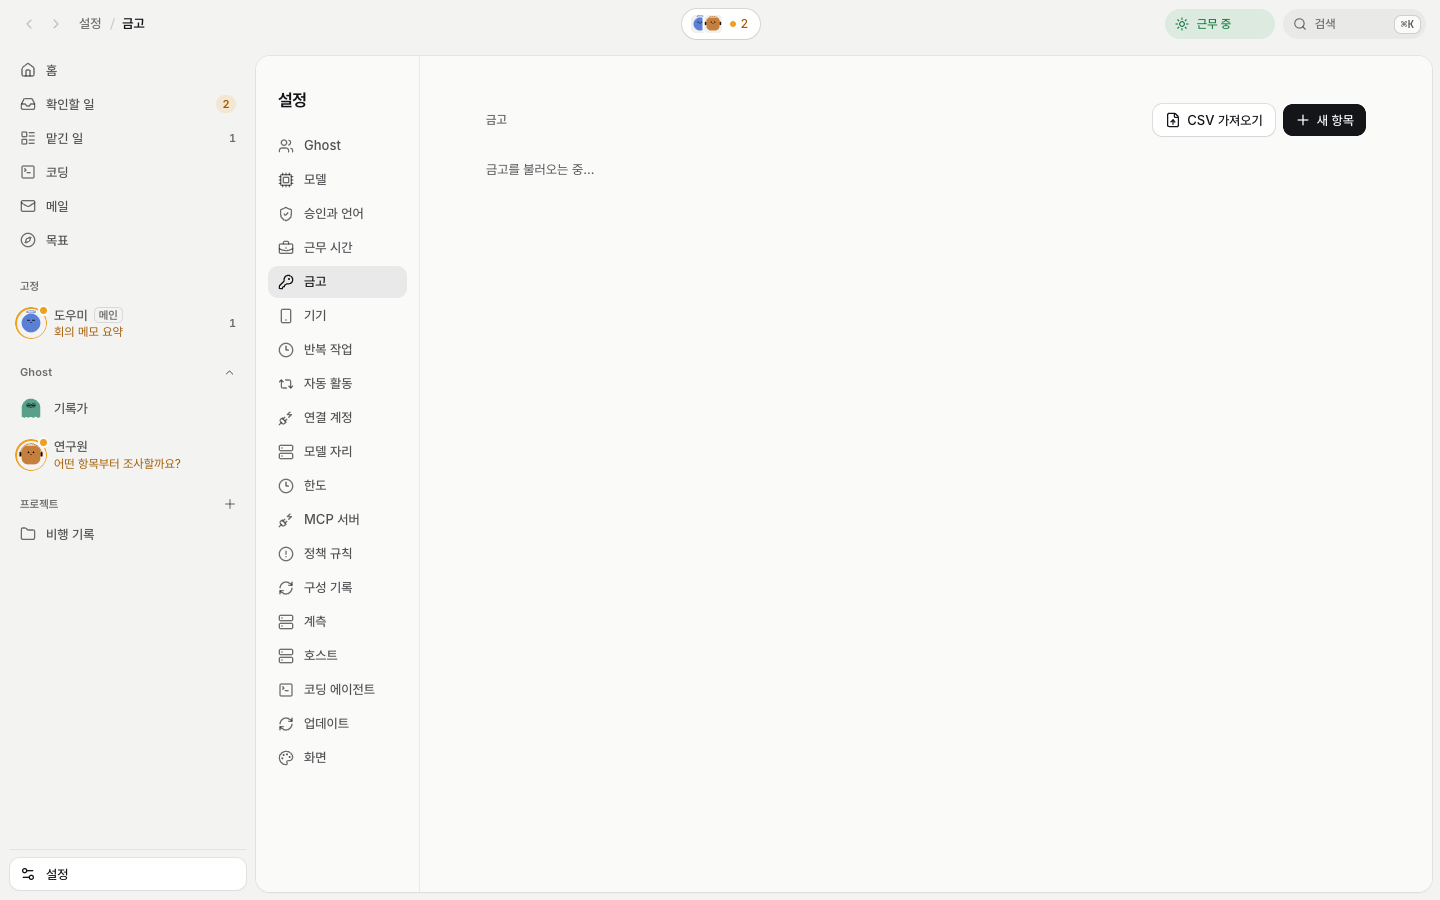 설정 / 금고
2
근무 중
검색
⌘K
홈
확인할 일
2
맡긴 일
1
코딩
메일
목표
고정
도우미
메인
회의 메모 요약
1
Ghost
기록가
연구원
어떤 항목부터 조사할까요?
프로젝트
비행 기록
설정
설정
Ghost
모델
승인과 언어
근무 시간
금고
기기
반복 작업
자동 활동
연결 계정
모델 자리
한도
MCP 서버
정책 규칙
구성 기록
계측
호스트
코딩 에이전트
업데이트
화면
금고
CSV 가져오기
새 항목
금고를 불러오는 중...